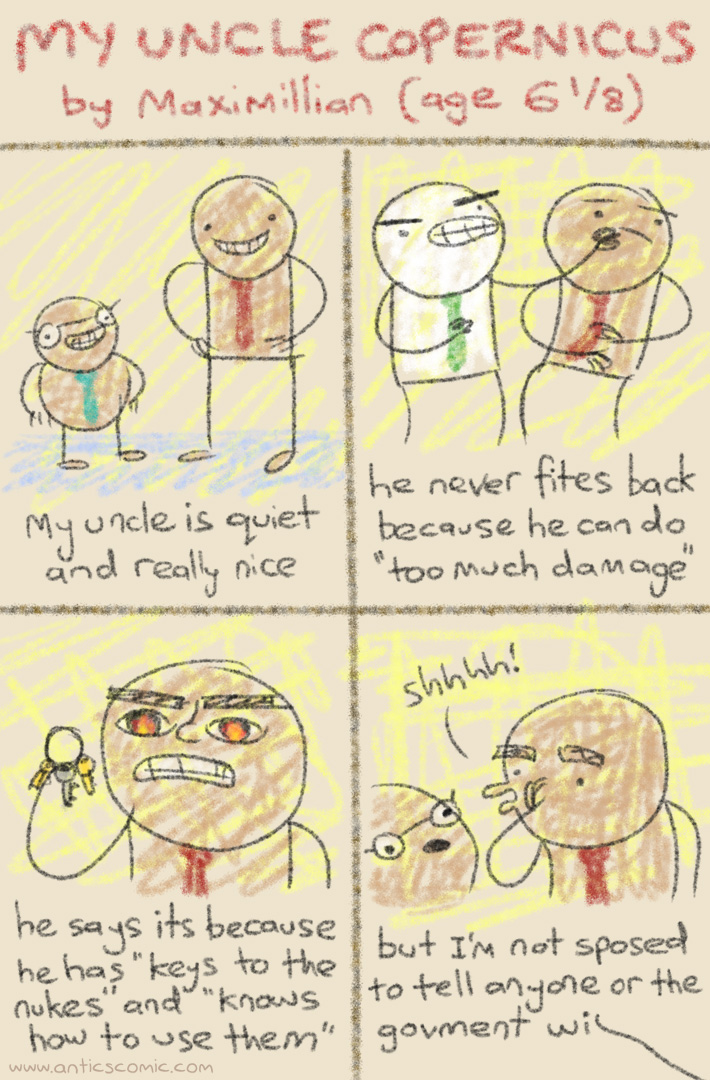 MY UNCLE COPERNICUS
by Maximillian (age 6 1/8)
My uncle is quiet
and really nice
he never fites back
because he can do
"too much damage"
he says its because
he has "keys to the
nukes" and "knows
how to use them"
shhhh!
but I'm not sposed
to tell anyone or the
govment wi
www.anticscomic.com